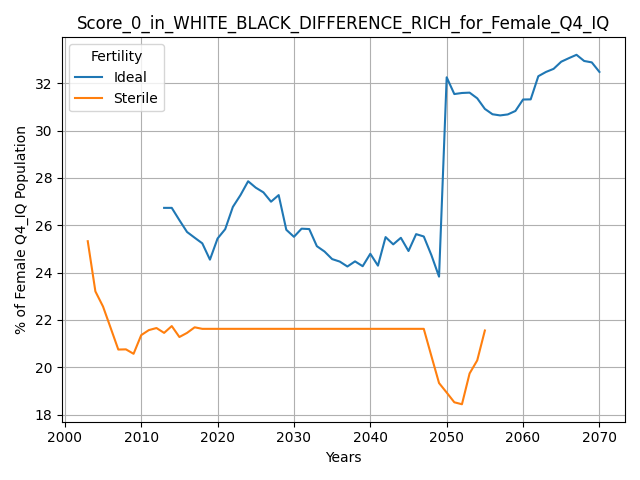 Score_0_in_WHITE_BLACK_DIFFERENCE_RICH_for_Female_Q4_IQ
Fertility
Ideal
Sterile
% of Female Q4_IQ Population
32
30
28
26
24
22
20
18
2000 2010 2020 2030 2040 2050 2060 2070
Years